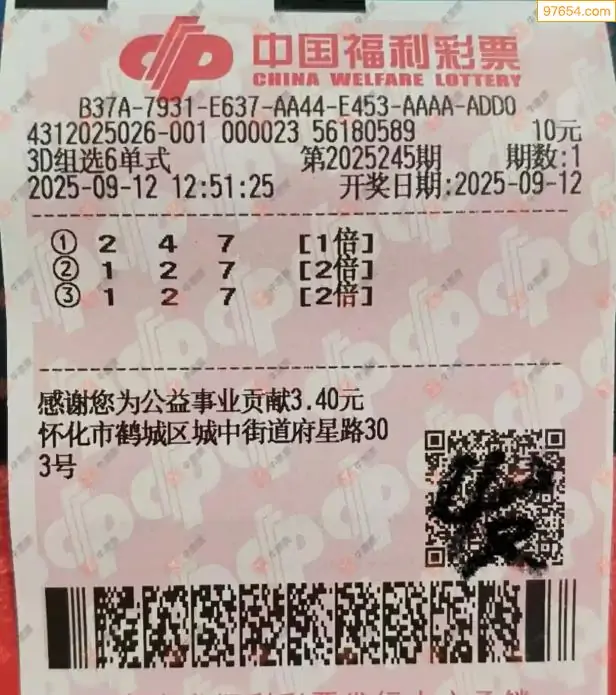 97654.com
中国福利彩票
CHINA WELFARE LOTTERY
B37A-7931-E637-AA44-E453-AAAA-ADD0
4312025026-001 000023 56180589 10元
3D组选6单式 第2025245期 期数:1
2025-09-12 12:51:25 开奖日期:2025-09-12
① 2 4 7 [1倍]
② 1 2 7 [2倍]
③ 1 2 7 [2倍]
感谢您为公益事业贡献3.40元
怀化市鹤城区城中街道府星路30
3号